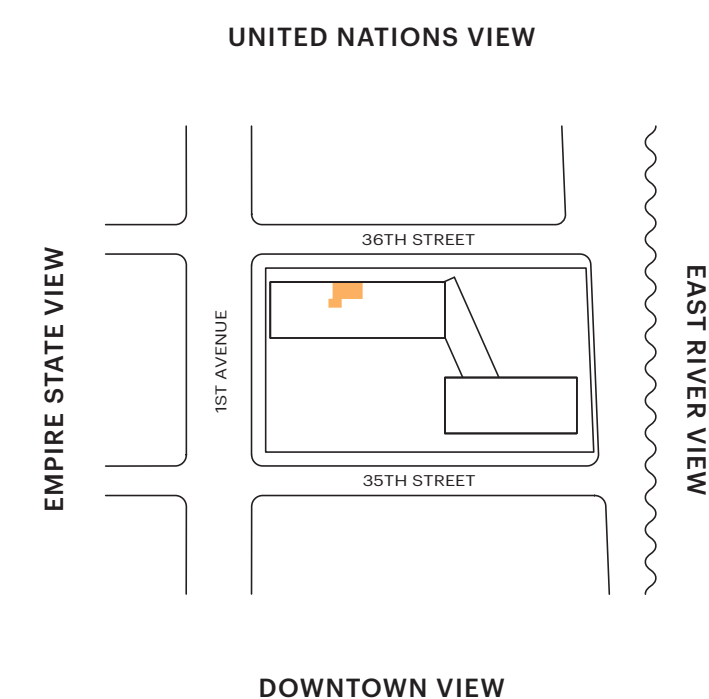 UNITED NATIONS VIEW
36TH STREET
EMPIRE STATE VIEW
1ST AVENUE
EAST RIVER VIEW
35TH STREET
DOWNTOWN VIEW